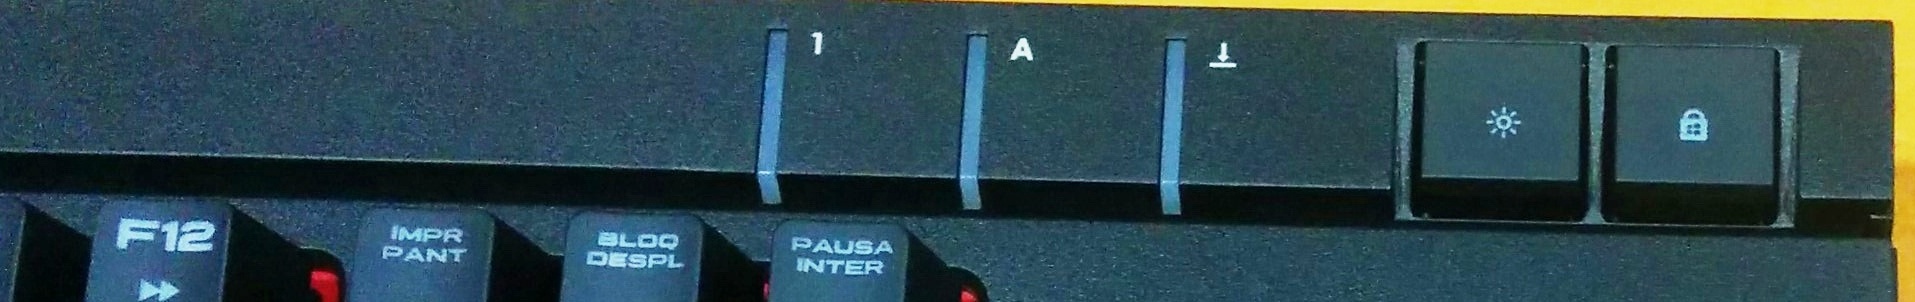 1
A
F12
IMPR
PANT
BLOQ
DESPL
PAUSA
INTER